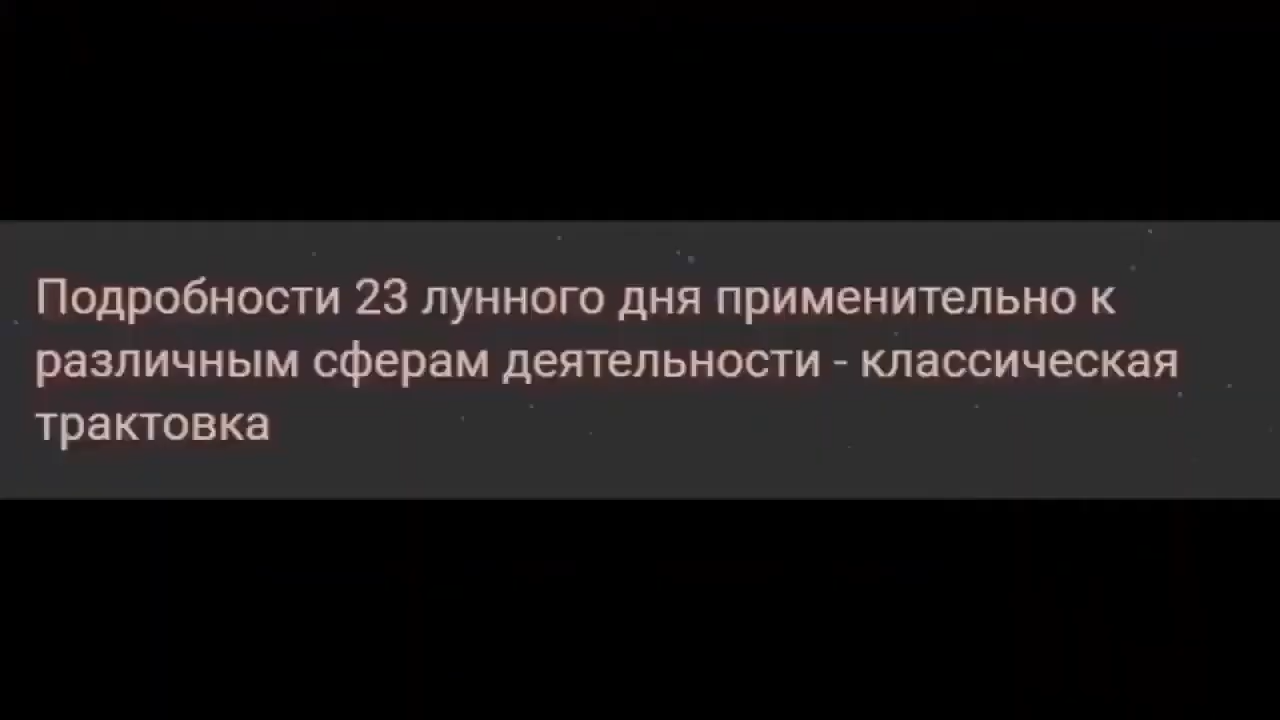 Подробности 23 лунного дня применительно к
различным сферам деятельности - классическая
трактовка